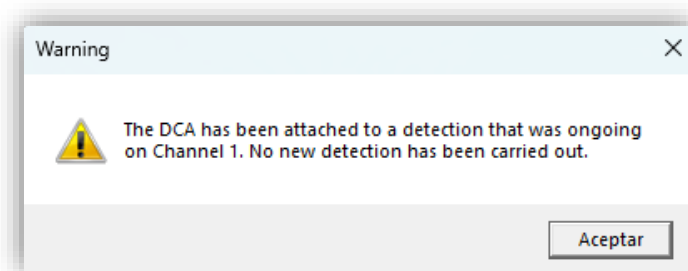 Warning
The DCA has been attached to a detection that was ongoing
on Channel 1. No new detection has been carried out.
Aceptar